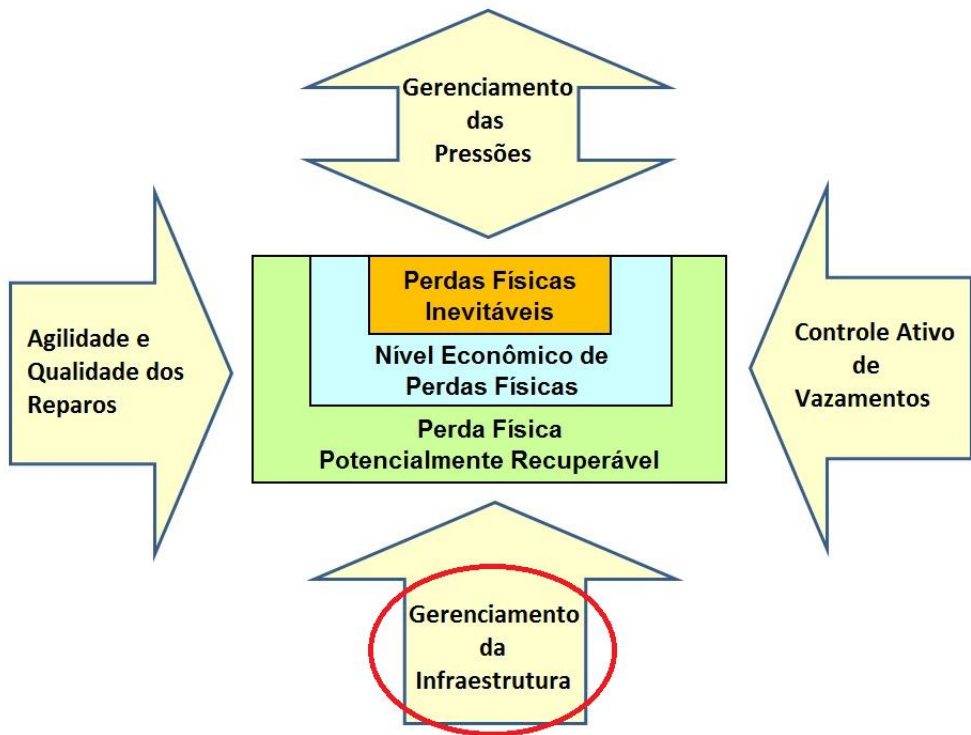 Gerenciamento
das
Pressões
Agilidade e
Qualidade dos
Reparos
Perdas Físicas
Inevitáveis
Nível Econômico de
Perdas Físicas
Perda Física
Potencialmente Recuperável
Controle Ativo
de
Vazamentos
Gerenciamento
da
Infraestrutura